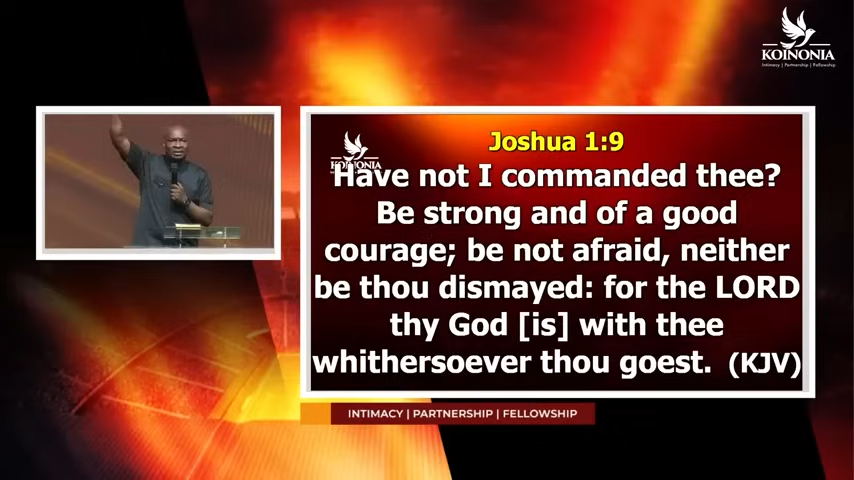 KOINONIA
Intimacy | Partnership | Fellowship
Joshua 1:9
KOINONIA
Have not I commanded thee?
Be strong and of a good
courage; be not afraid, neither
be thou dismayed: for the LORD
thy God [is] with thee
whithersoever thou goest. (KJV)
INTIMACY | PARTNERSHIP | FELLOWSHIP